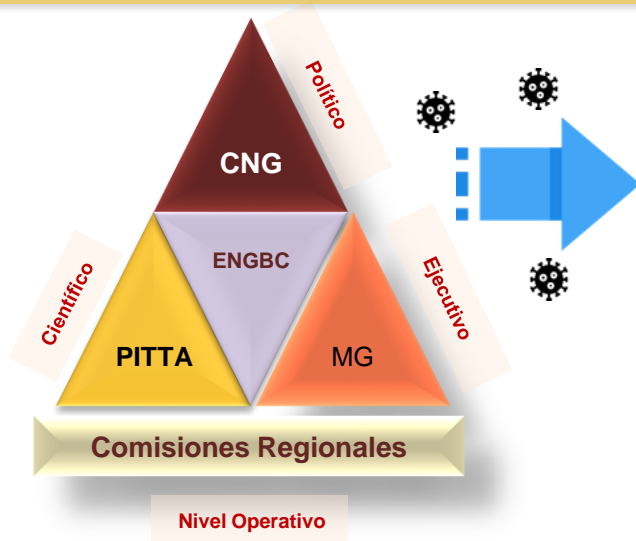 Político
CNG
Científico
ENGBC
Ejecutivo
PITTA
MG
Comisiones Regionales
Nivel Operativo